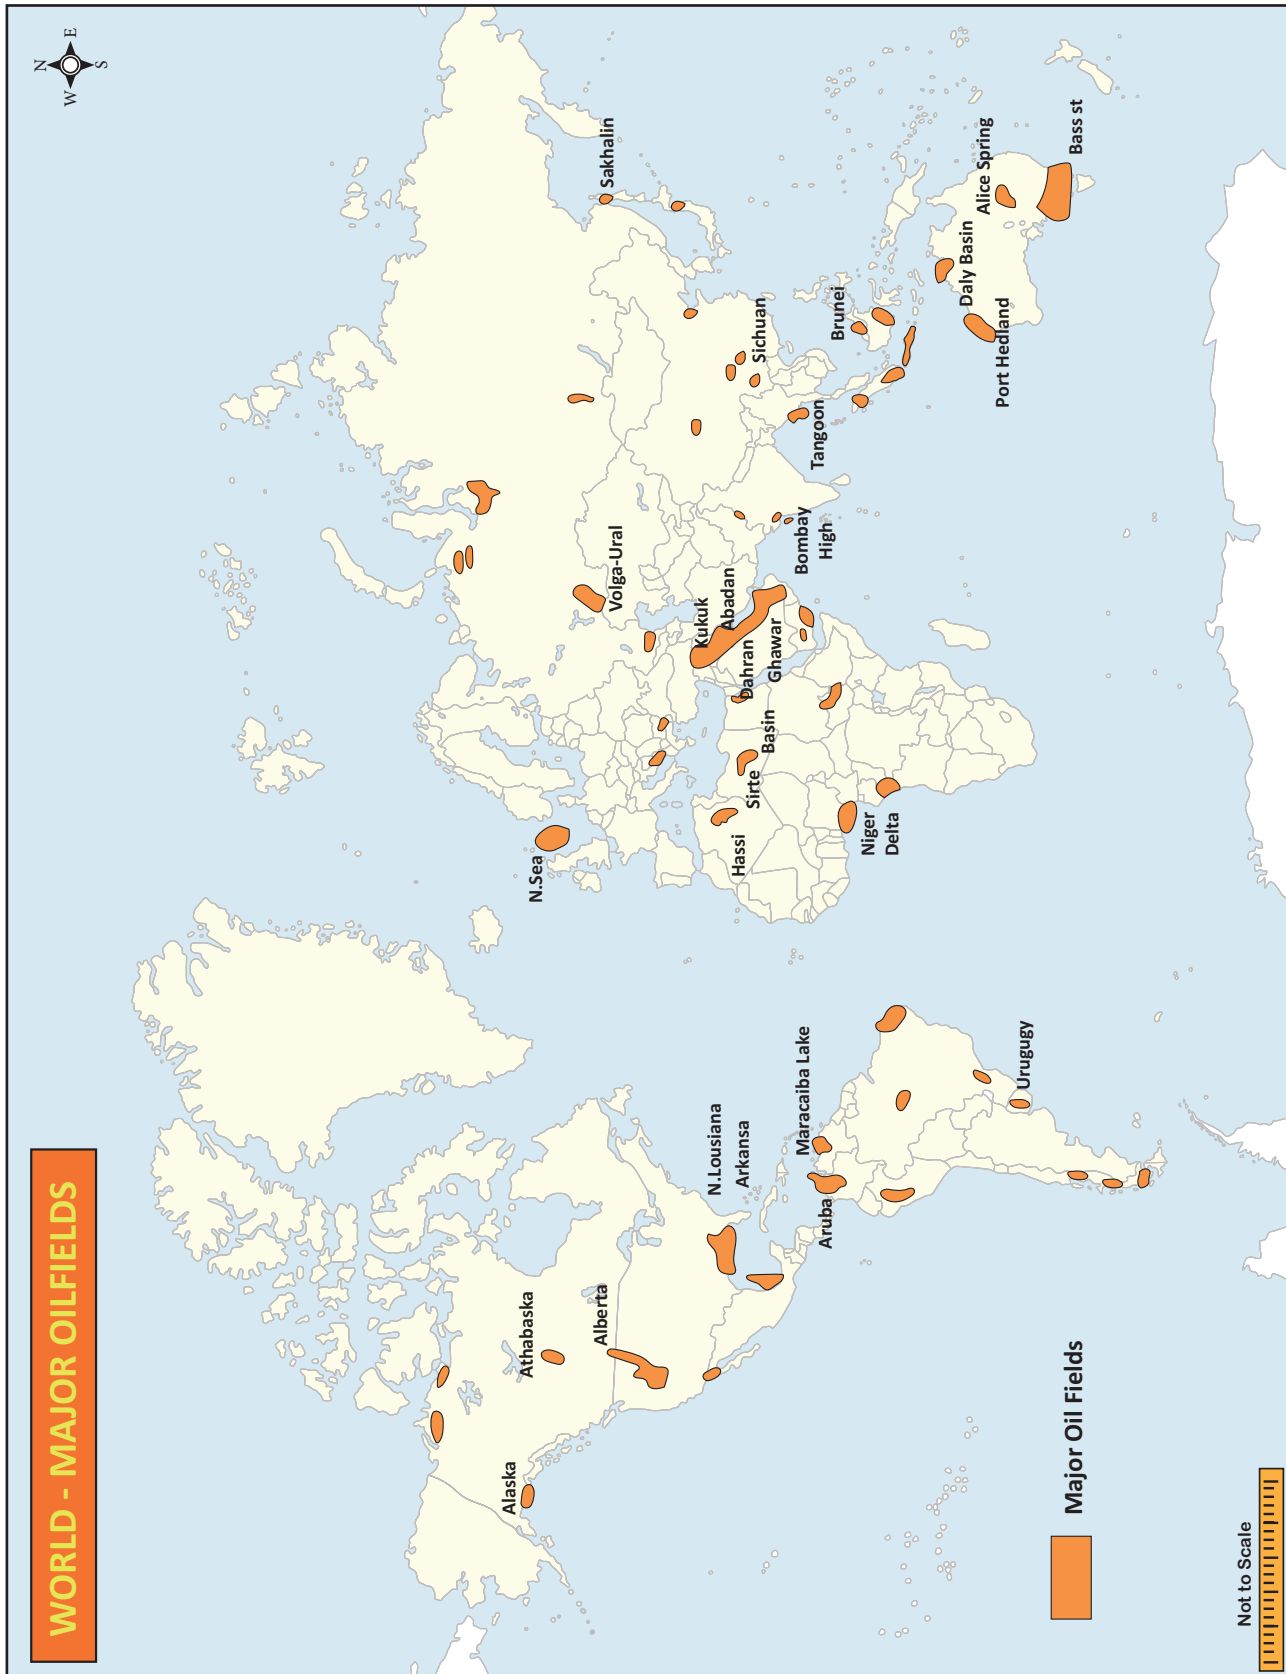 WORLD - MAJOR OILFIELDS
N
E
W
S
Sakhalin
Alaska
Athabaska
N.Sea
Volga-Ural
Alberta
N.Lousiana
Arkansa
Kukuk
Abadan
Dahran
Ghawar
Hassi
Sirte
Basin
Sichuan
Bombay
High
Tangoon
Brunei
Maracaiba Lake
Aruba
Niger
Delta
Daly Basin
Alice Spring
Port Hedland
Bass st
Urugugy
Major Oil Fields
Not to Scale